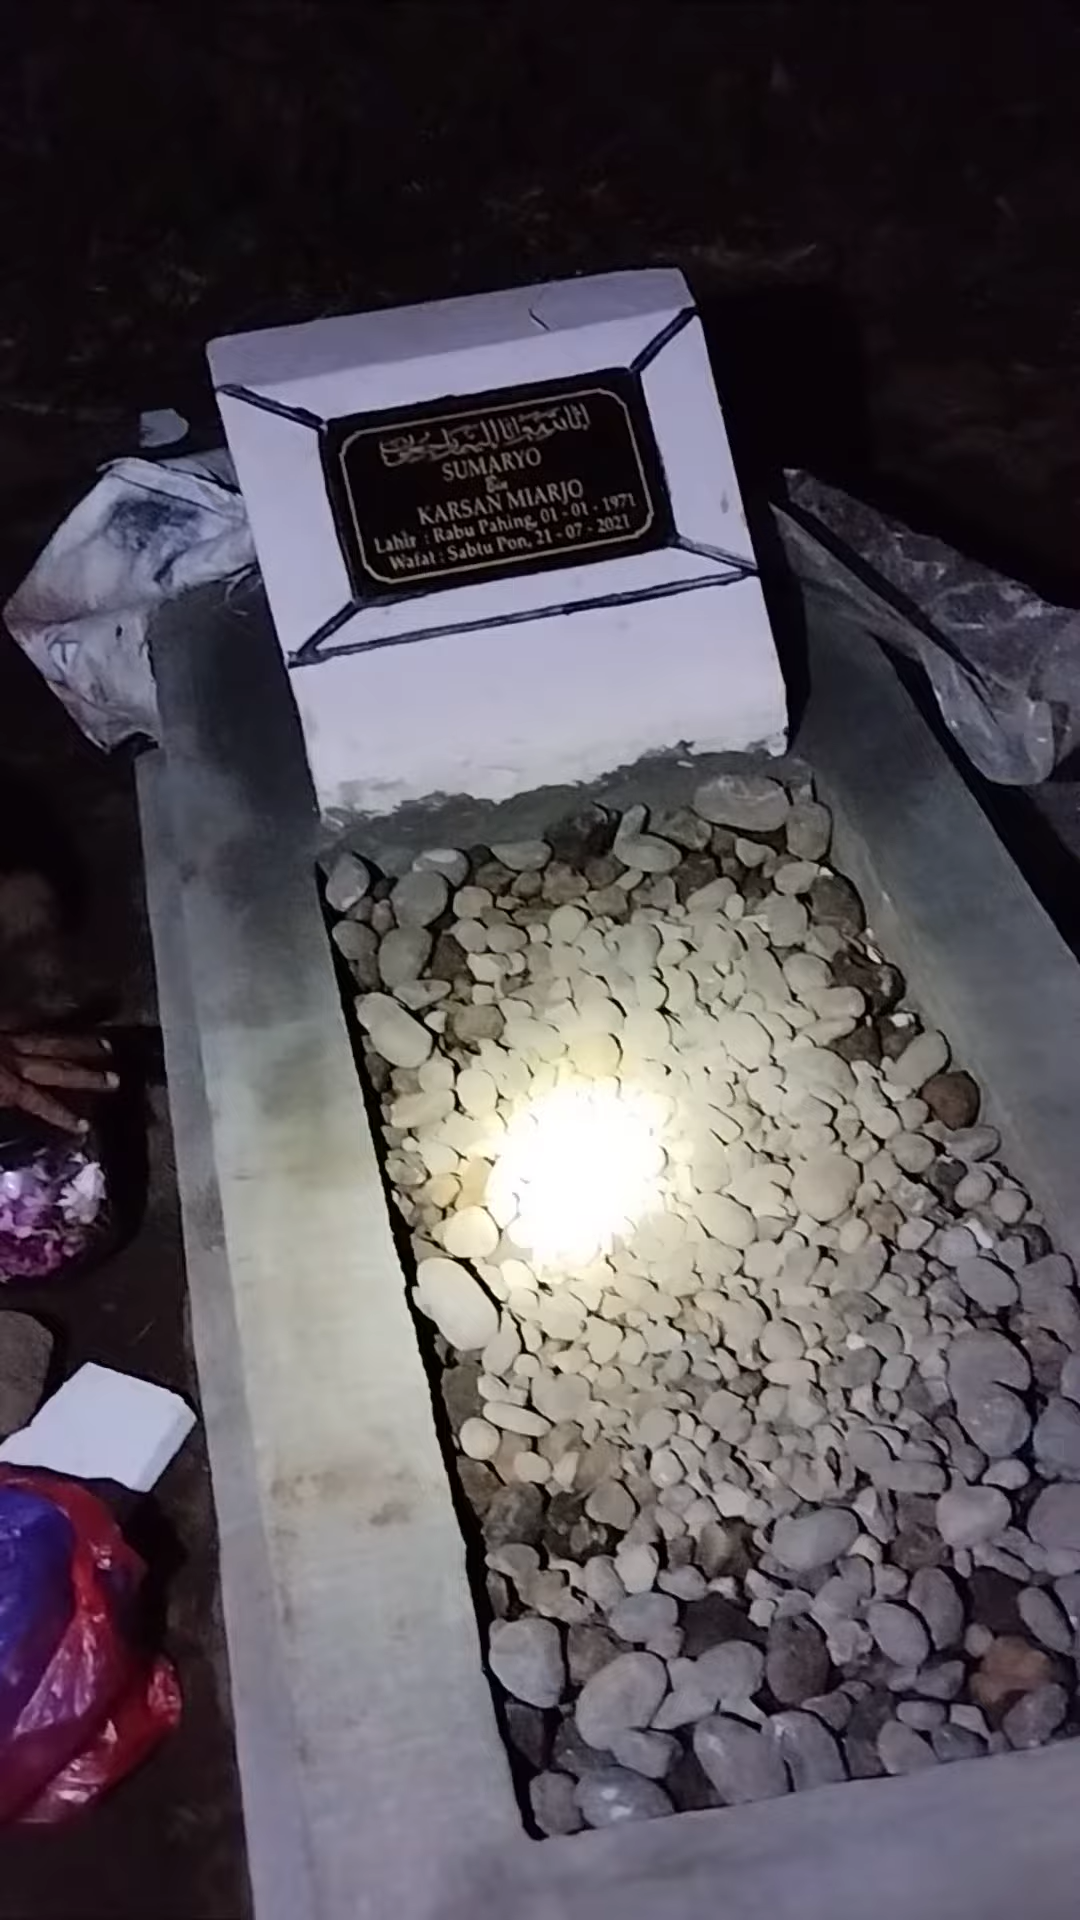 SUMARYO
Bin
KARSAN MIARJO
Lahir : Rabu Pahing, 01 - 01 - 1971
Wafat : Sabtu Pon, 21 - 07 - 2021